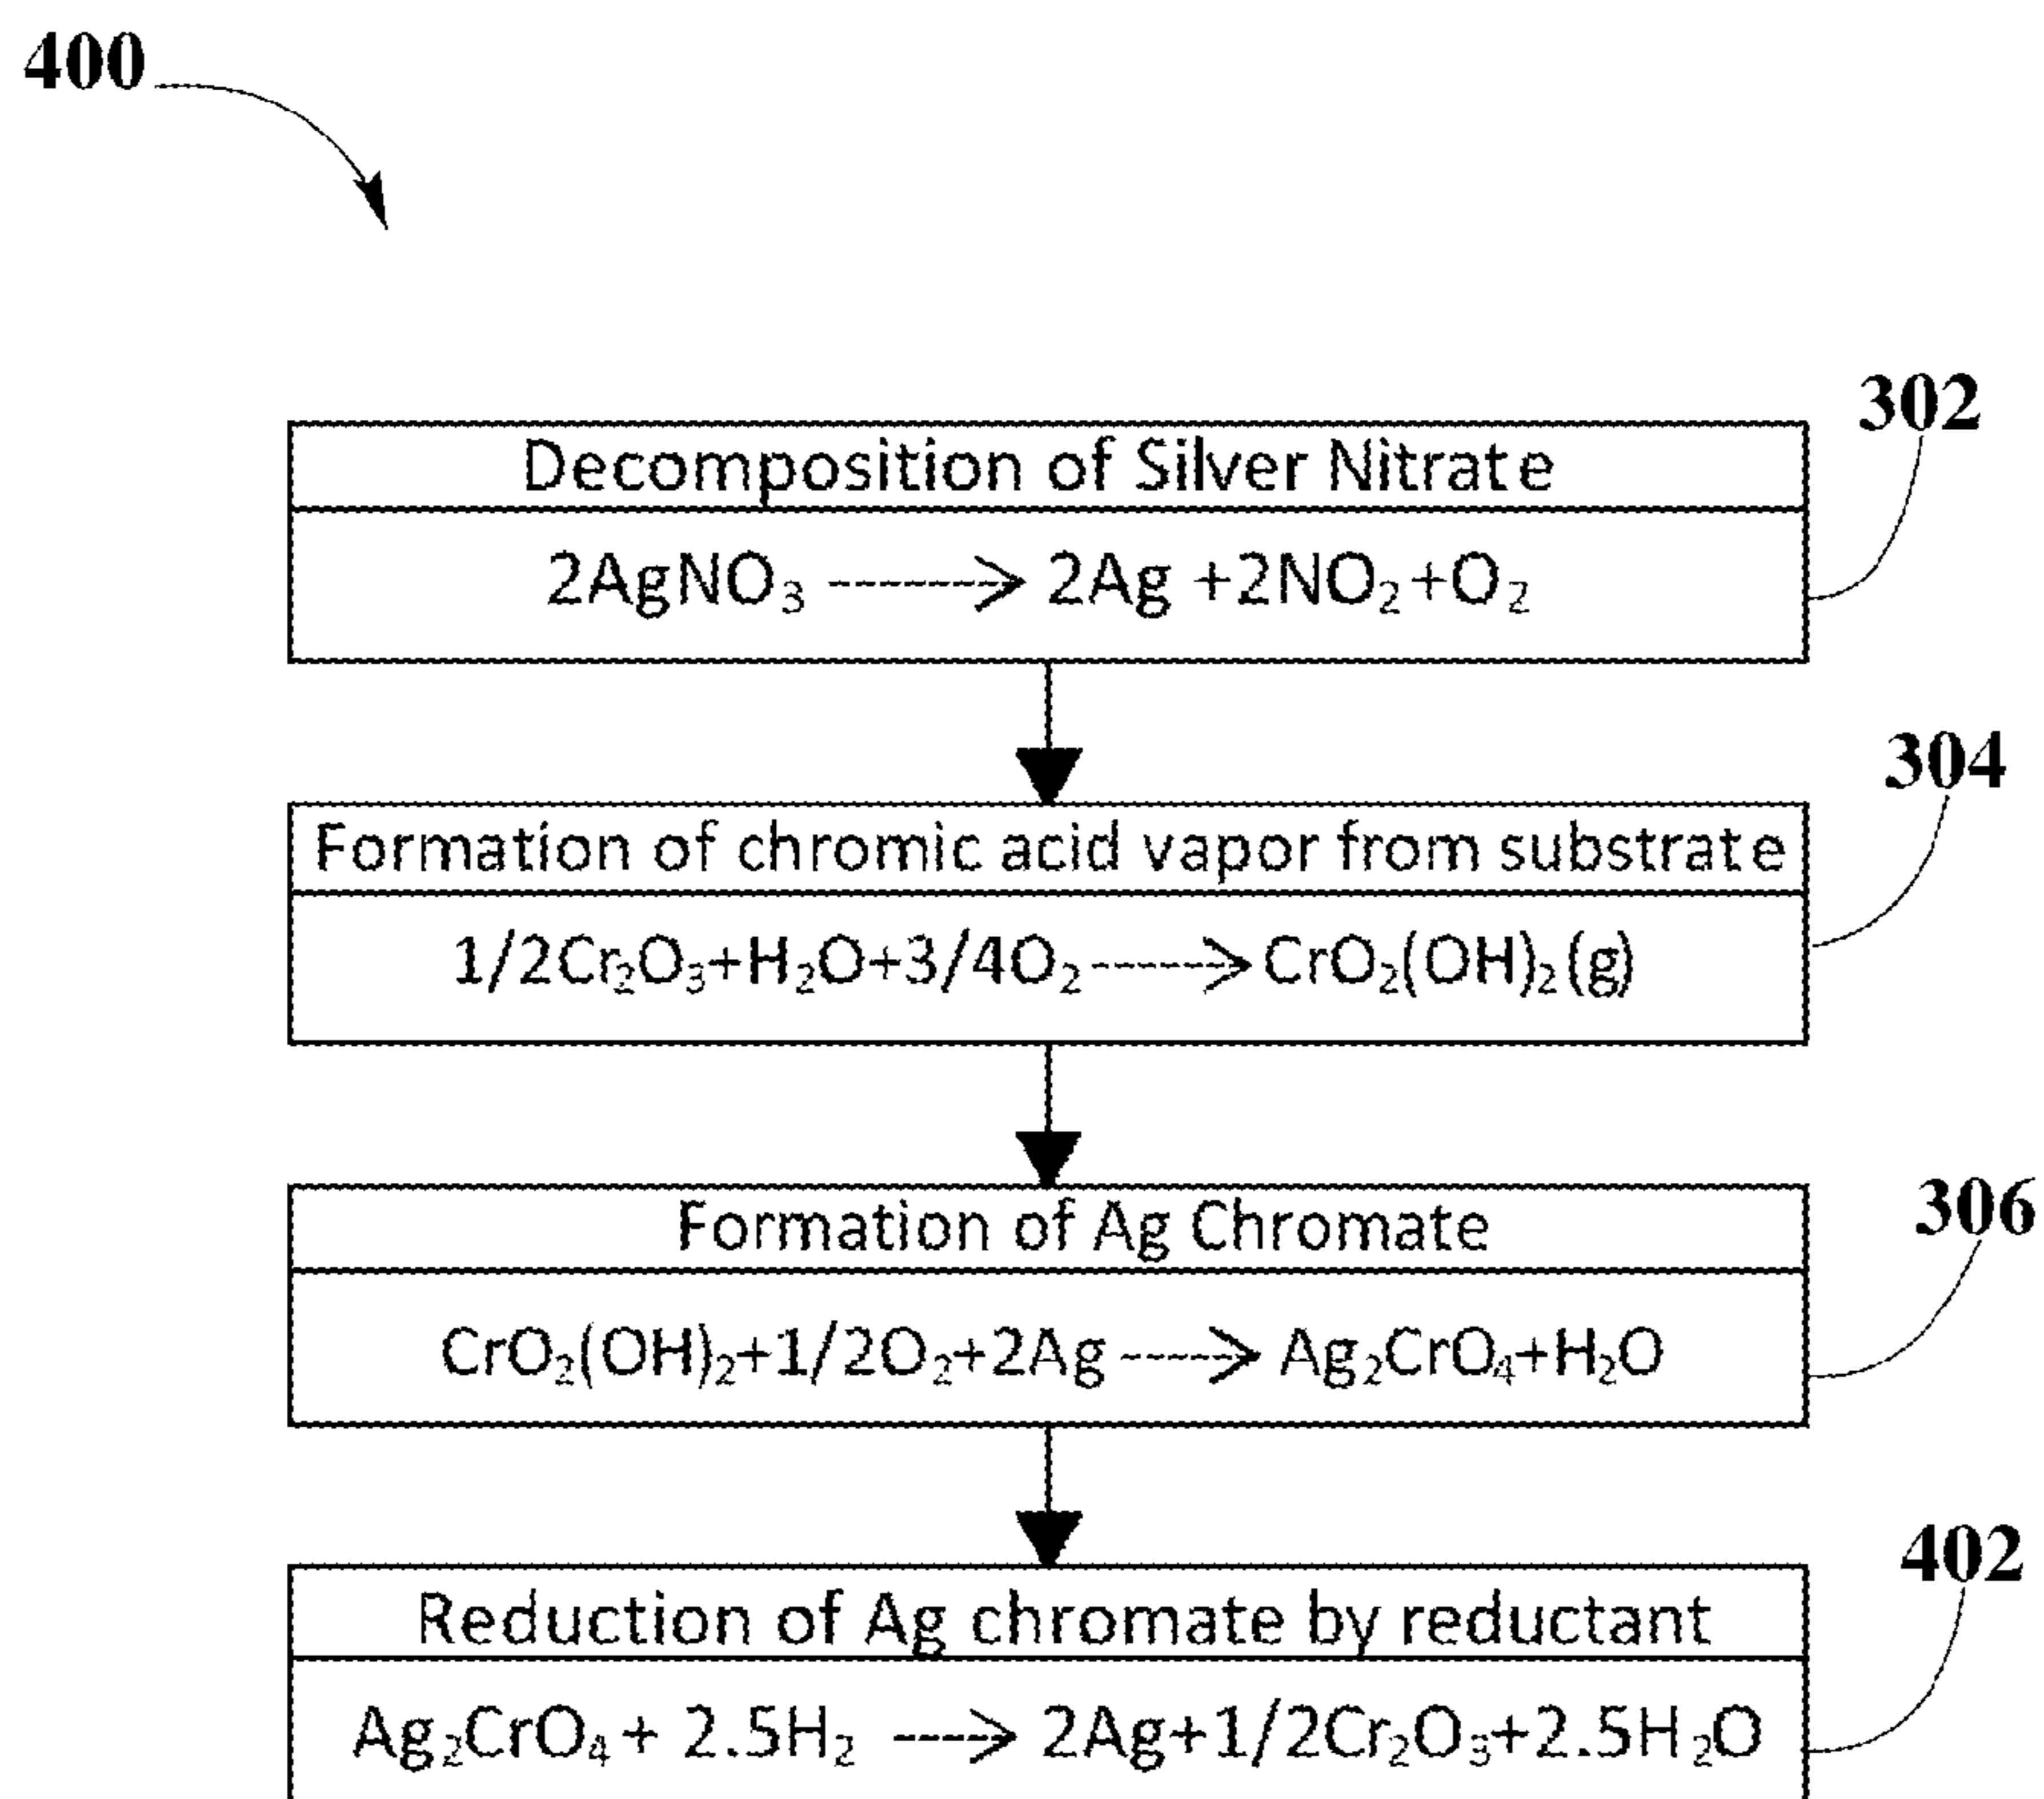 400
302
Decomposition of Silver Nitrate
2AgNO₃ -------> 2Ag +2NO₂+O₂
304
Formation of chromic acid vapor from substrate
1/2Cr₂O₃+H₂O+3/4O₂------>CrO₂(OH)₂(g)
306
Formation of Ag Chromate
CrO₂(OH)₂+1/2O₂+2Ag ----->Ag₂CrO₄+H₂O
402
Reduction of Ag chromate by reductant
Ag₂CrO₄ + 2.5H₂ ----> 2Ag+1/2Cr₂O₃+2.5H₂O